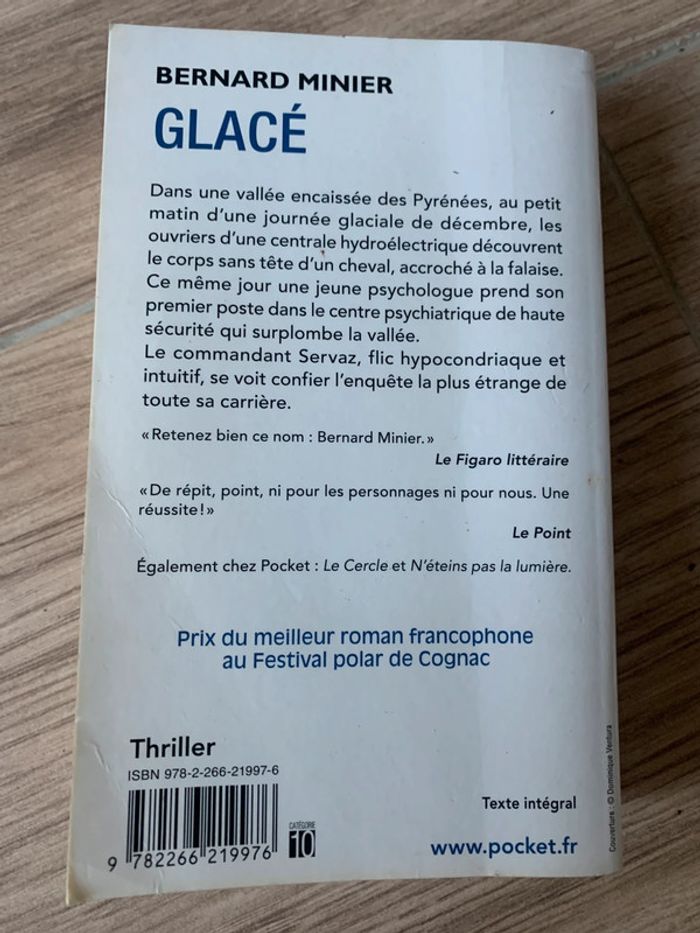 BERNARD MINIER
GLACÉ
Dans une vallée encaissée des Pyrénées, au petit
matin d'une journée glaciale de décembre, les
ouvriers d'une centrale hydroélectrique découvrent
le corps sans tête d'un cheval, accroché à la falaise.
Ce même jour une jeune psychologue prend son
premier poste dans le centre psychiatrique de haute
sécurité qui surplombe la vallée.
Le commandant Servaz, flic hypocondriaque et
intuitif, se voit confier l'enquête la plus étrange de
toute sa carrière.
« Retenez bien ce nom : Bernard Minier. »
Le Figaro littéraire
« De répit, point, ni pour les personnages ni pour nous. Une
réussite ! »
Le Point
Également chez Pocket : Le Cercle et N'éteins pas la lumière.
Prix du meilleur roman francophone
au Festival polar de Cognac
Thriller
ISBN 978-2-266-21997-6
9 782266 219976
CATÉGORIE
10
Texte intégral
www.pocket.fr
Couverture : © Dominique Ventura